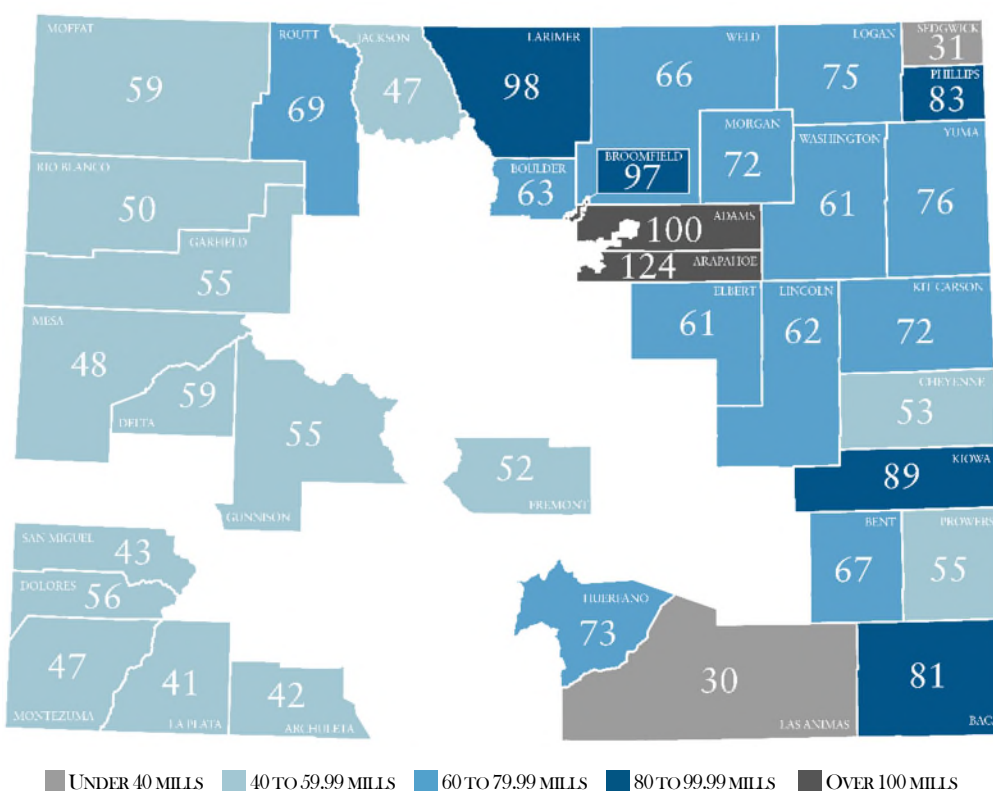 MOFFAT
59
ROUTT
69
JACKSON
47
LARIMER
98
WELD
66
LOGAN
75
SEDGWICK
31
PHILLIPS
83
RIO BLANCO
50
GARFIELD
55
BOULDER
63
BROOMFIELD
97
MORGAN
72
WASHINGTON
61
YUMA
76
ADAMS
100
ARAPAHOE
124
MESA
48
DELTA
59
GUNNISON
55
ELBERT
61
LINCOLN
62
KIT CARSON
72
CHEYENNE
53
FREMONT
52
KIOWA
89
SAN MIGUEL
43
DOLORES
56
BENT
67
PROWERS
55
HUERFANO
73
MONTEZUMA
47
LA PLATA
41
ARCHULETA
42
LAS ANIMAS
30
BACA
81
UNDER 40 MILLS
40 TO 59.99 MILLS
60 TO 79.99 MILLS
80 TO 99.99 MILLS
OVER 100 MILLS